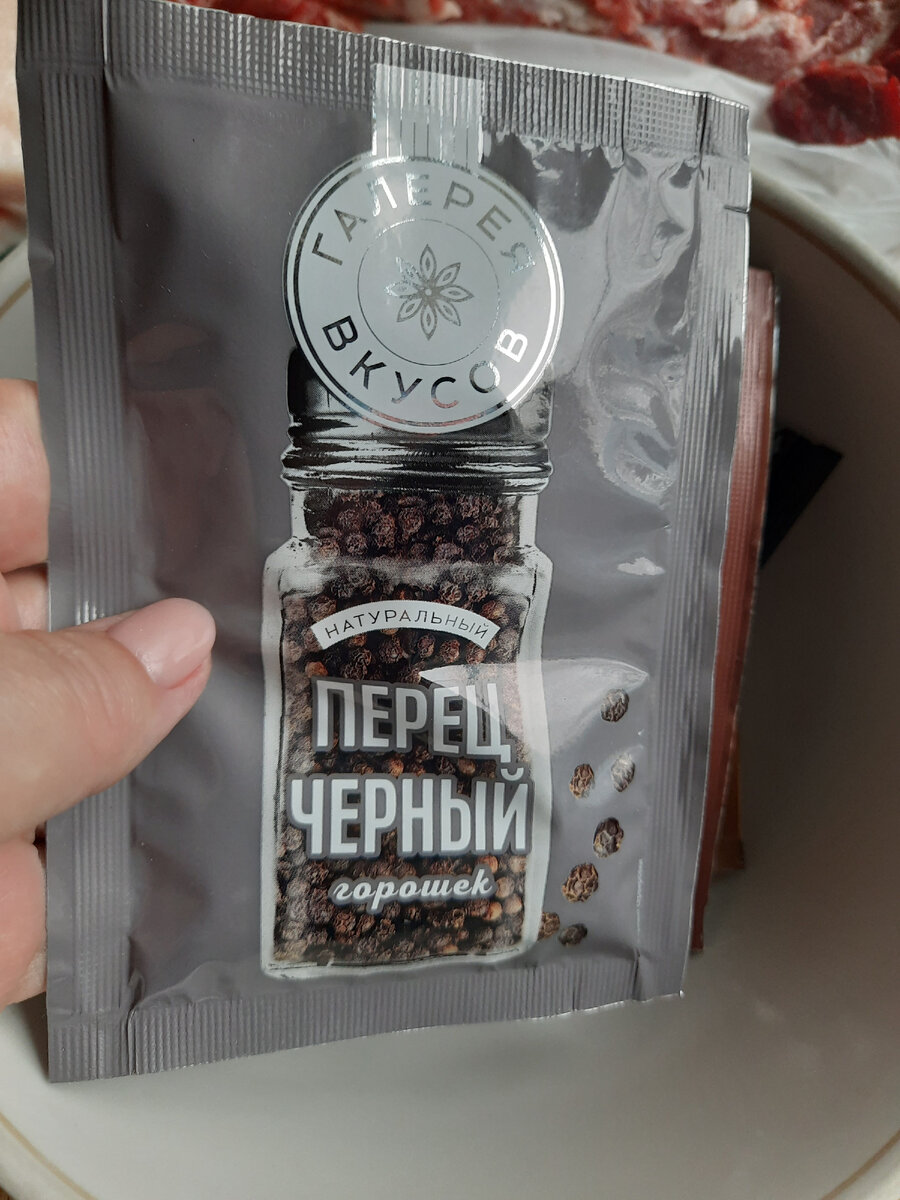 ГАЛЕРЕЯ
ВКУСОВ
НАТУРАЛЬНЫЙ
ПЕРЕЦ
ЧЕРНЫЙ
горошек